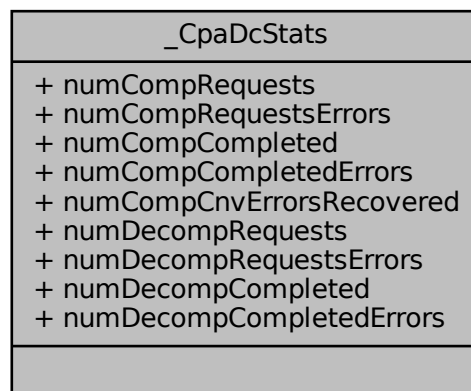 _CpaDcStats
+ numCompRequests
+ numCompRequestsErrors
+ numCompCompleted
+ numCompCompletedErrors
+ numCompCnvErrorsRecovered
+ numDecompRequests
+ numDecompRequestsErrors
+ numDecompCompleted
+ numDecompCompletedErrors